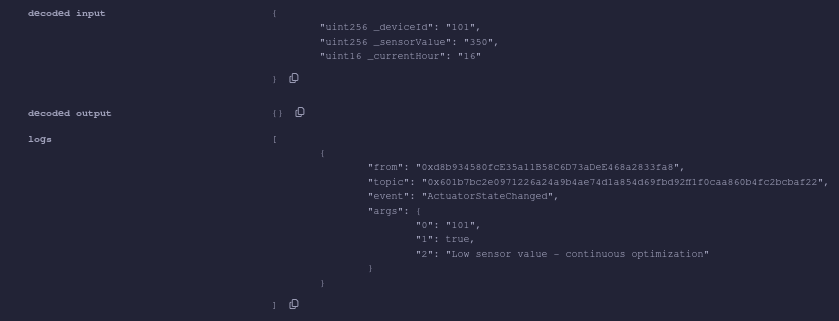 decoded input {
"uint256 _deviceId": "101",
"uint256 _sensorValue": "350",
"uint16 _currentHour": "16"
}
decoded output {}
logs [
{
"from": "0xd8b934580fcE35a11B58C6D73aDeE468a2833fa8",
"topic": "0x601b7bc2e0971226a24a9b4ae74d1a854d69fbd92ff1f0caa860b4fc2bcbaf22",
"event": "ActuatorStateChanged",
"args": {
"0": "101",
"1": true,
"2": "Low sensor value - continuous optimization"
}
}
]